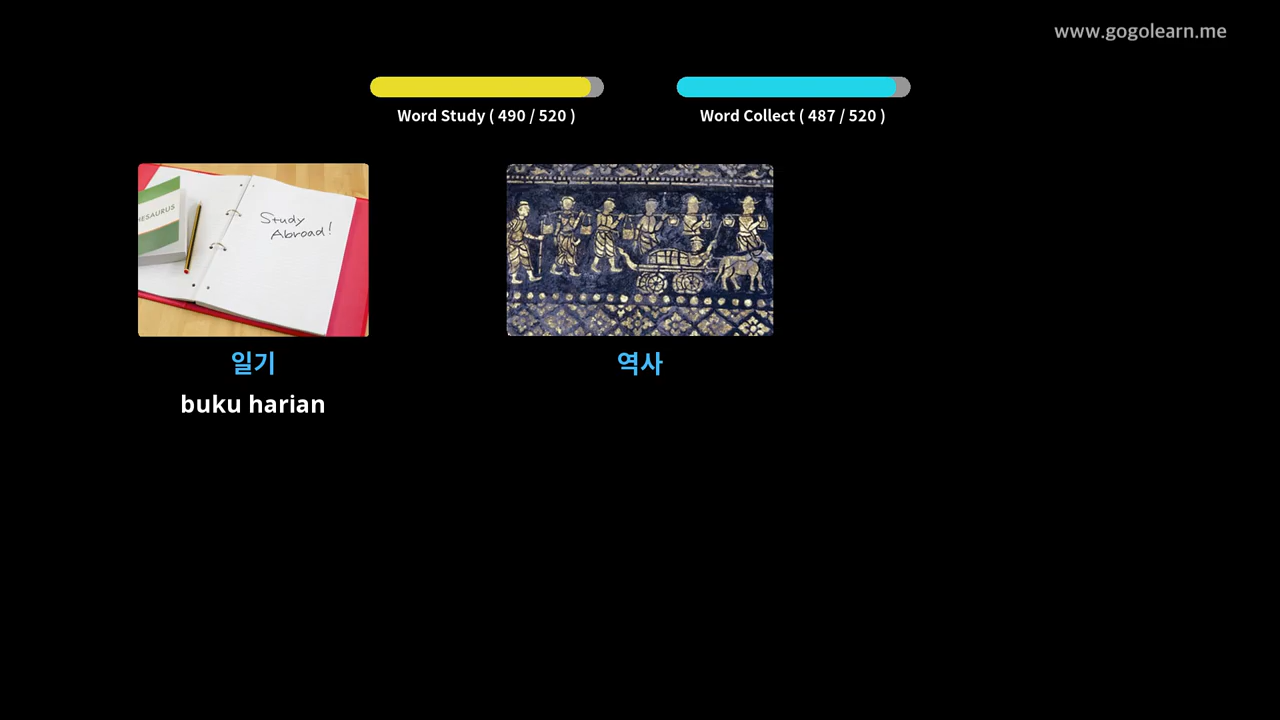 www.gogolearn.me
Word Study ( 490 / 520 )
Word Collect ( 487 / 520 )
THESAURUS
Study
Abroad!
일기
역사
buku harian